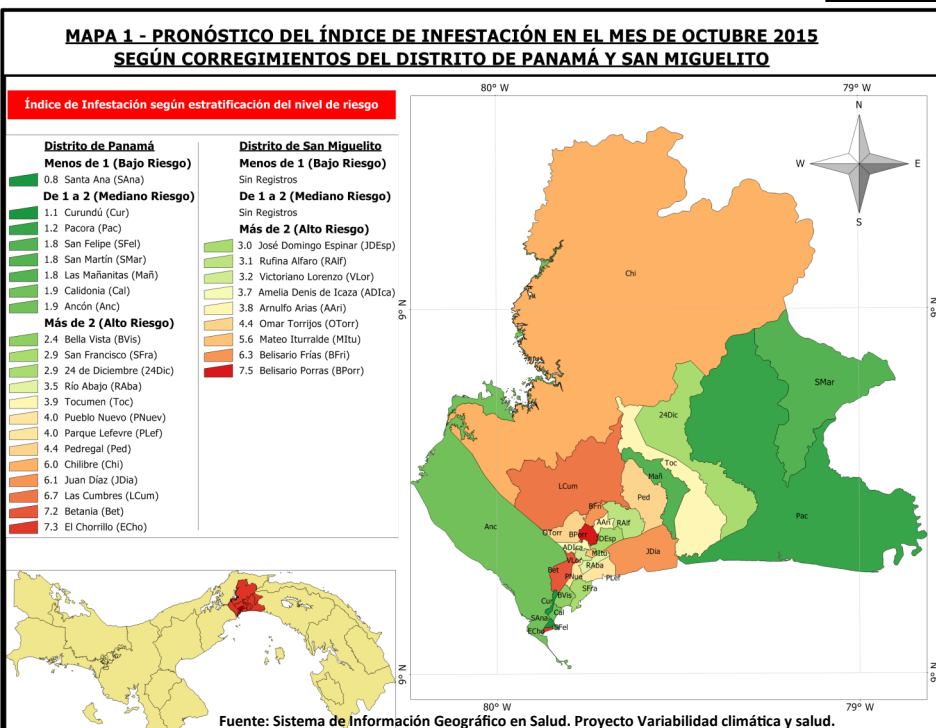 MAPA 1 - PRONÓSTICO DEL ÍNDICE DE INFESTACIÓN EN EL MES DE OCTUBRE 2015
SEGÚN CORREGIMIENTOS DEL DISTRITO DE PANAMÁ Y SAN MIGUELITO
Índice de Infestación según estratificación del nivel de riesgo
Distrito de Panamá
Menos de 1 (Bajo Riesgo)
0.8 Santa Ana (SAna)
De 1 a 2 (Mediano Riesgo)
1.1 Curundú (Cur)
1.2 Pacora (Pac)
1.8 San Felipe (SFel)
1.8 San Martín (SMar)
1.8 Las Mañanitas (Mañ)
1.9 Calidonia (Cal)
1.9 Ancón (Anc)
Más de 2 (Alto Riesgo)
2.4 Bella Vista (BVis)
2.9 San Francisco (SFra)
2.9 24 de Diciembre (24Dic)
3.5 Río Abajo (RAba)
3.9 Tocumen (Toc)
4.0 Pueblo Nuevo (PNuev)
4.0 Parque Lefevre (PLef)
4.4 Pedregal (Ped)
6.0 Chilibre (Chi)
6.1 Juan Díaz (JDia)
6.7 Las Cumbres (LCum)
7.2 Betania (Bet)
7.3 El Chorrillo (ECho)
Distrito de San Miguelito
Menos de 1 (Bajo Riesgo)
Sin Registros
De 1 a 2 (Mediano Riesgo)
Sin Registros
Más de 2 (Alto Riesgo)
3.0 José Domingo Espinar (JDEsp)
3.1 Rufina Alfaro (RAlf)
3.2 Victoriano Lorenzo (VLor)
3.7 Amelia Denis de Icaza (ADIca)
3.8 Arnulfo Arias (AAri)
4.4 Omar Torrijos (OTorr)
5.6 Mateo Iturralde (MItu)
6.3 Belisario Frías (BFri)
7.5 Belisario Porras (BPorr)
80° W
79° W
N
W
E
S
Chi
9° N
9° N
SMar
24Dic
Toc
Mañ
LCum
Ped
Pac
BFri
Anc
AAri
RAlf
OTorr
BPorr
JDEsp
ADIca
MItu
JDia
VLor
RAba
Bet
PNue
PLef
SFra
BVis
Cur
Cal
SAna
SFel
ECho
9° N
9° N
80° W
79° W
Fuente: Sistema de Información Geográfico en Salud. Proyecto Variabilidad climática y salud.